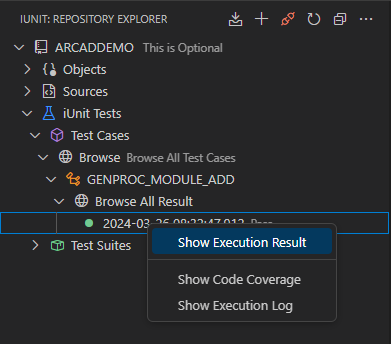 IUNIT: REPOSITORY EXPLORER
ARCADDEMO This is Optional
Objects
Sources
iUnit Tests
Test Cases
Browse Browse All Test Cases
GENPROC_MODULE_ADD
Browse All Result
2024-03-26 08:32:47.912 Pass
Show Execution Result
Test Suites
Show Code Coverage
Show Execution Log